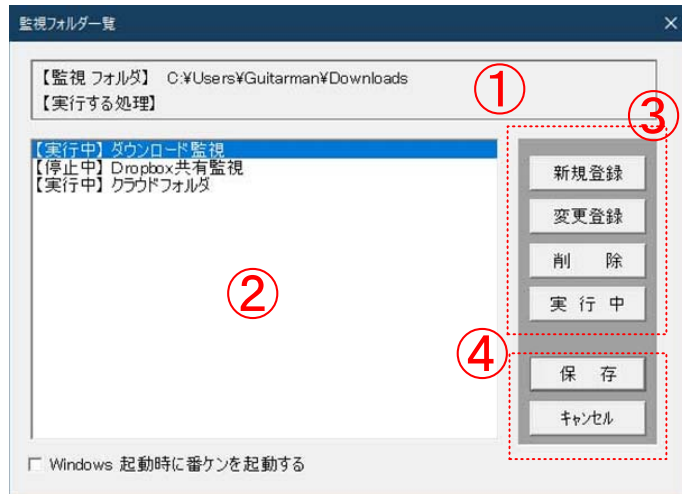 監視フォルダ一覧
【監視 フォルダ】 C:¥Users¥Guitarman¥Downloads
【実行する処理】
①
③
【実行中】ダウンロード監視
【停止中】Dropbox共有監視
【実行中】クラウドフォルダ
②
新規登録
変更登録
削 除
実 行 中
④
保 存
キャンセル
Windows 起動時に番ケンを起動する